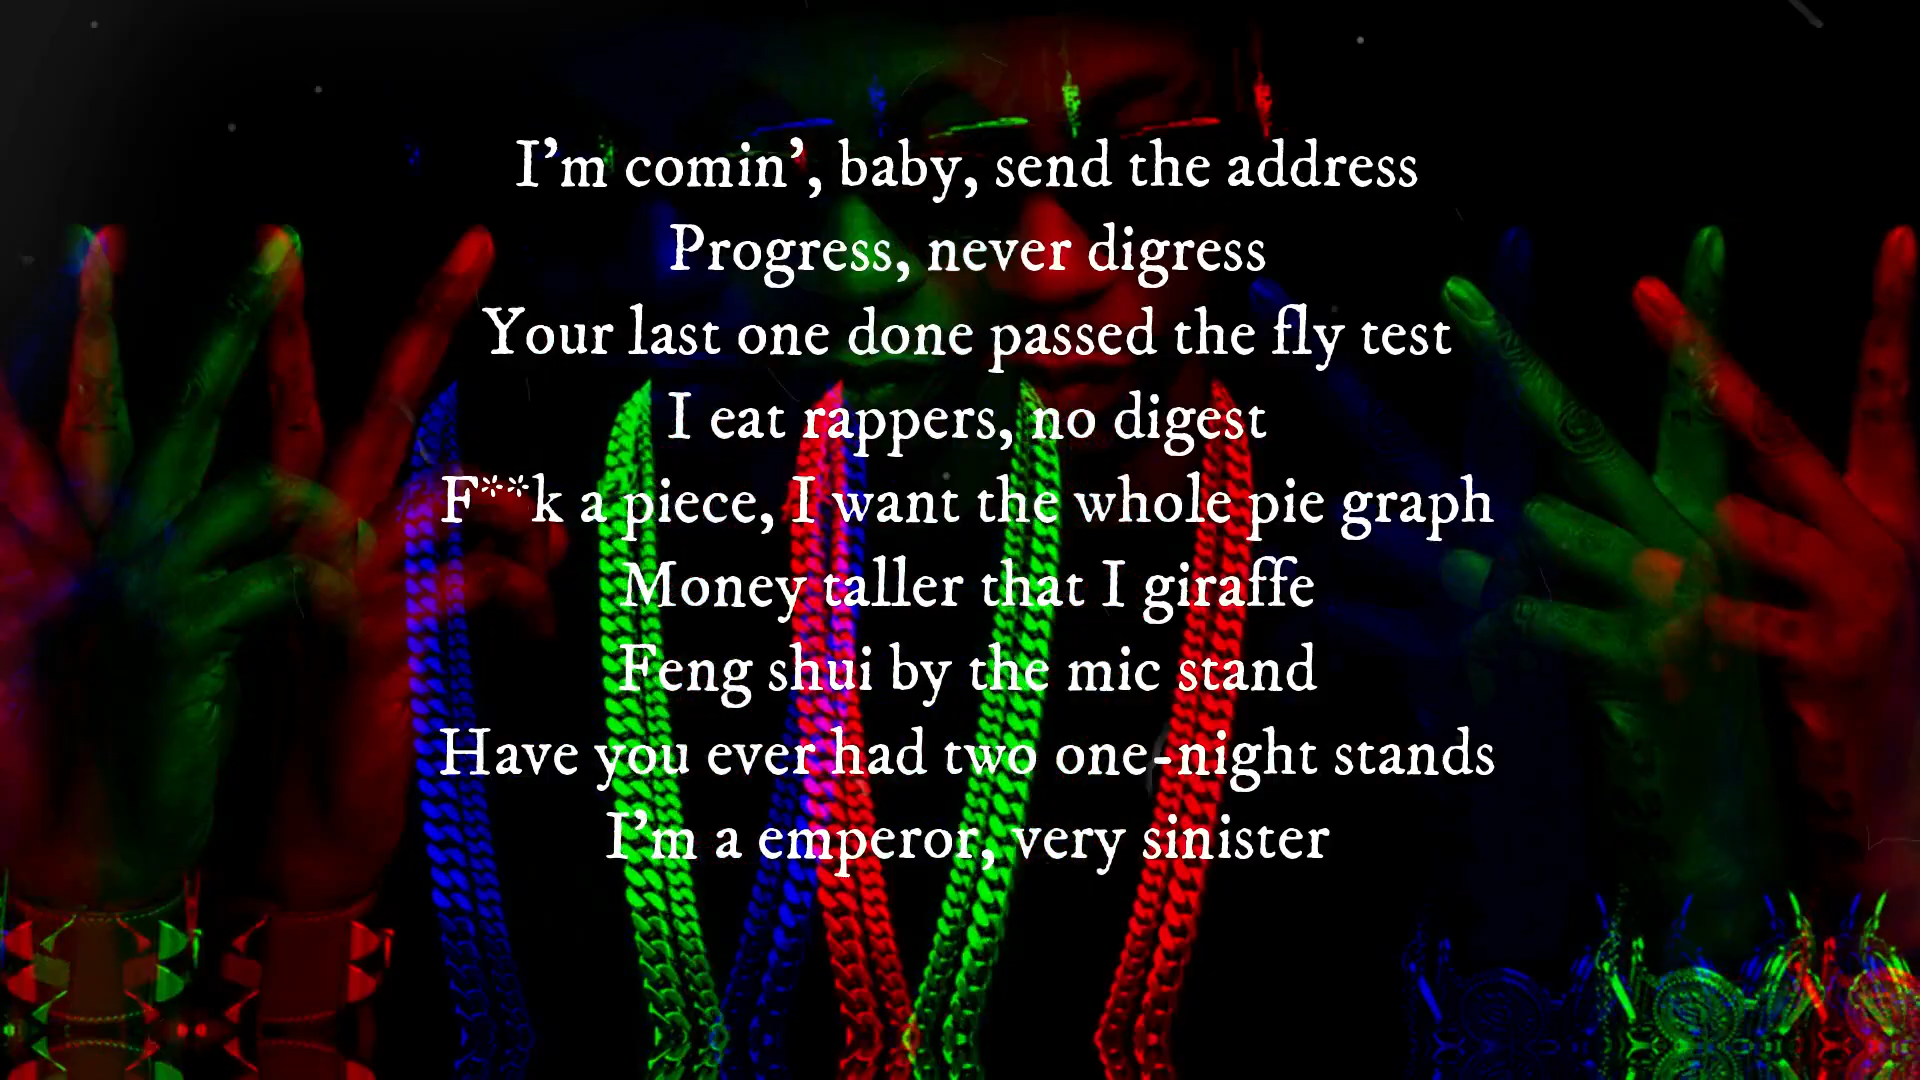 I’m comin’, baby, send the address
Progress, never digress
Your last one done passed the fly test
I eat rappers, no digest
F**k a piece, I want the whole pie graph
Money taller that I giraffe
Feng shui by the mic stand
Have you ever had two one-night stands
I’m a emperor, very sinister